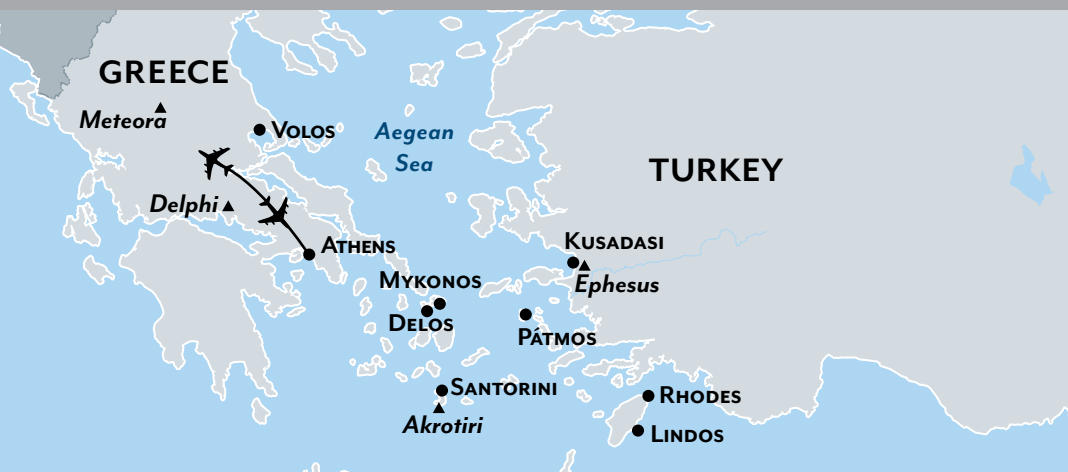 GREECE
Meteora
VOLOS
Aegean
Sea
TURKEY
Delphi
ATHENS
KUSADASI
Ephesus
MYKONOS
DELOS
PÁTMOS
SANTORINI
Akrotiri
RHODES
LINDOS